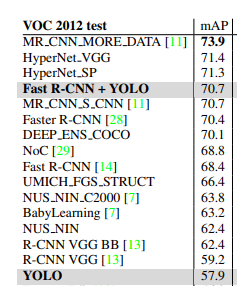 VOC 2012 test mAP
MR_CNN_MORE_DATA [11] 73.9
HyperNet_VGG 71.4
HyperNet_SP 71.3
Fast R-CNN + YOLO 70.7
MR_CNN_S_CNN [11] 70.7
Faster R-CNN [28] 70.4
DEEP_ENS_COCO 70.1
NoC [29] 68.8
Fast R-CNN [14] 68.4
UMICH_FGS_STRUCT 66.4
NUS_NIN_C2000 [7] 63.8
BabyLearning [7] 63.2
NUS_NIN 62.4
R-CNN VGG BB [13] 62.4
R-CNN VGG [13] 59.2
YOLO 57.9